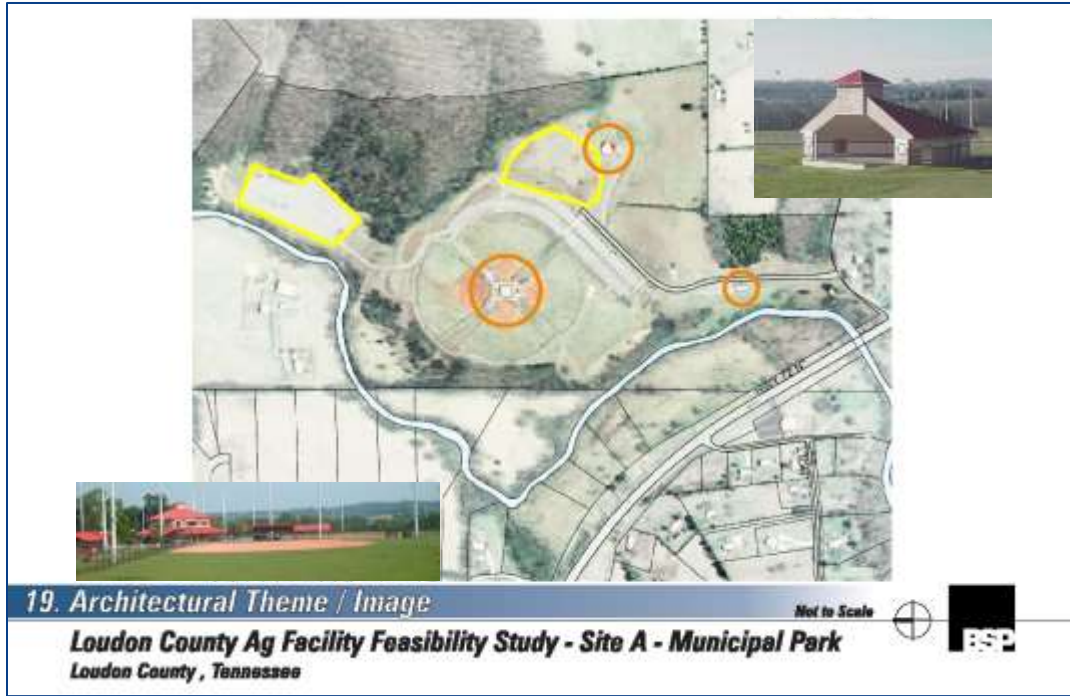 19. Architectural Theme / Image
Not to Scale
BSP
Loudon County Ag Facility Feasibility Study - Site A - Municipal Park
Loudon County , Tennessee